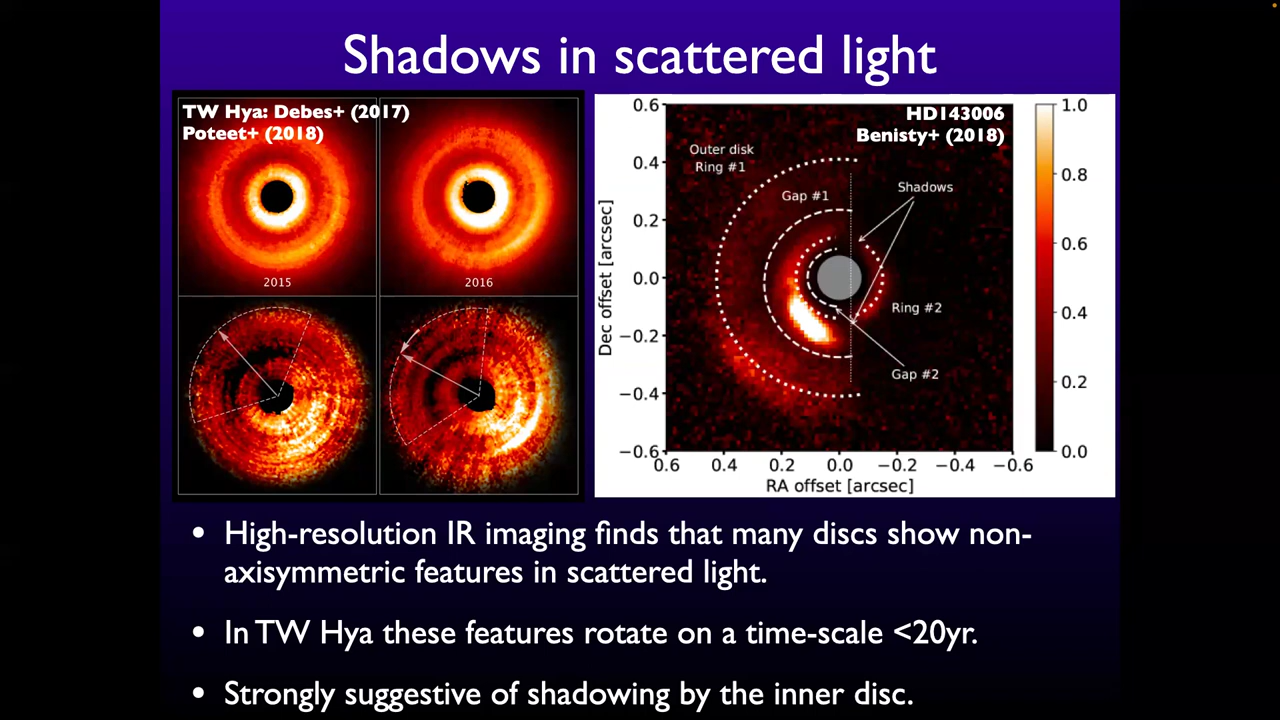 Shadows in scattered light
TW Hya: Debes+ (2017)
Poteet+ (2018)
2015
2016
HD143006
Benisty+ (2018)
Outer disk
Ring #1
Gap #1
Shadows
Ring #2
Gap #2
0.6
0.4
0.2
0.0
−0.2
−0.4
−0.6
Dec offset [arcsec]
0.6
0.4
0.2
0.0
−0.2
−0.4
−0.6
RA offset [arcsec]
1.0
0.8
0.6
0.4
0.2
0.0
• High-resolution IR imaging finds that many discs show non-
axisymmetric features in scattered light.
• In TW Hya these features rotate on a time-scale <20yr.
• Strongly suggestive of shadowing by the inner disc.